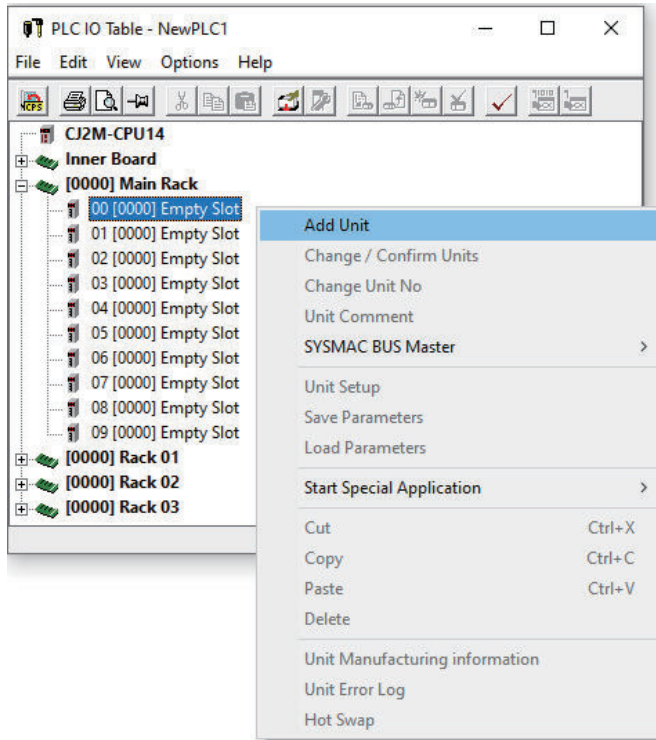 PLC IO Table - NewPLC1
File Edit View Options Help
CJ2M-CPU14
Inner Board
[0000] Main Rack
00 [0000] Empty Slot
01 [0000] Empty Slot
02 [0000] Empty Slot
03 [0000] Empty Slot
04 [0000] Empty Slot
05 [0000] Empty Slot
06 [0000] Empty Slot
07 [0000] Empty Slot
08 [0000] Empty Slot
09 [0000] Empty Slot
[0000] Rack 01
[0000] Rack 02
[0000] Rack 03
Add Unit
Change / Confirm Units
Change Unit No
Unit Comment
SYSMAC BUS Master
Unit Setup
Save Parameters
Load Parameters
Start Special Application
Cut Ctrl+X
Copy Ctrl+C
Paste Ctrl+V
Delete
Unit Manufacturing information
Unit Error Log
Hot Swap